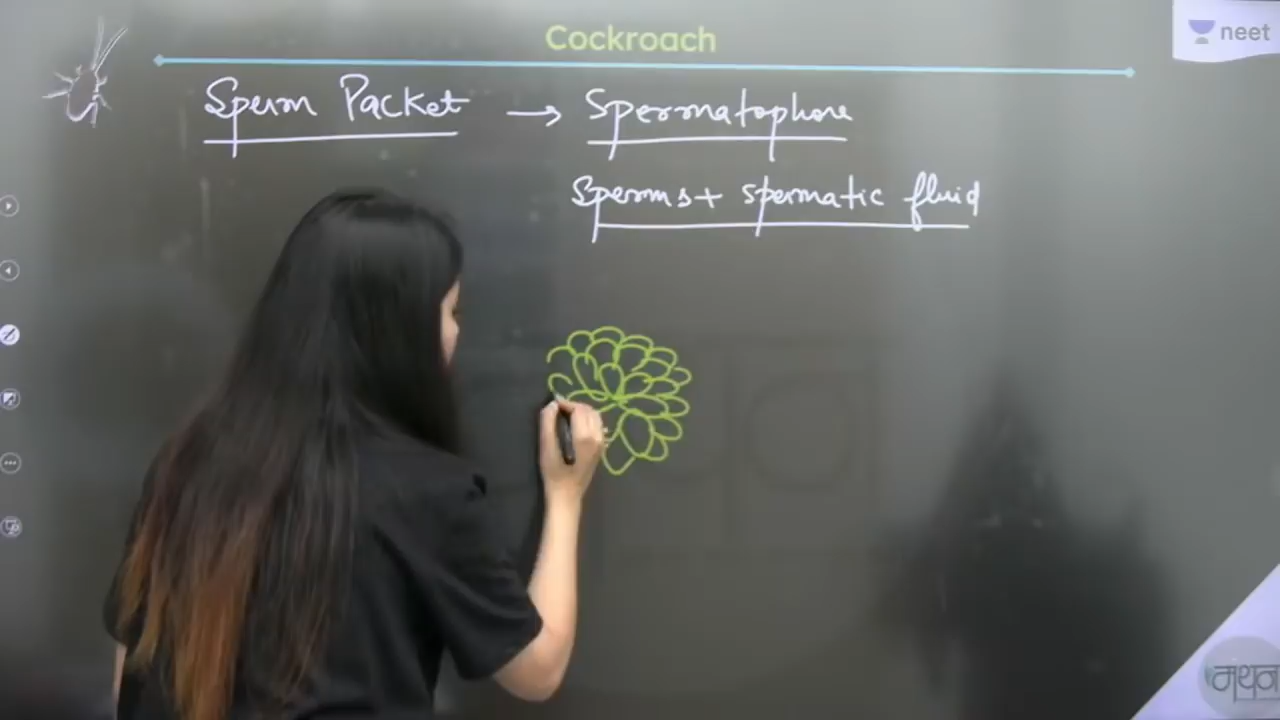 Cockroach
neet
Sperm Packet → Spermatophore
Sperms + spermatic fluid
मंथन